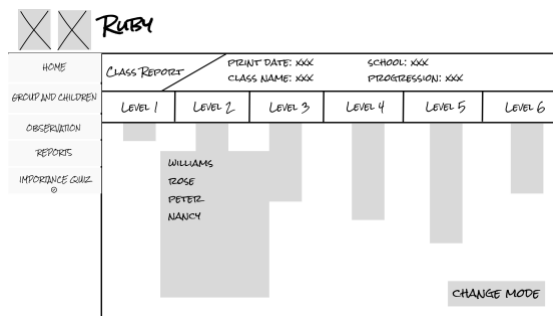 RUBY
HOME
GROUP AND CHILDREN
OBSERVATION
REPORTS
IMPORTANCE QUIZ
CLASS REPORT
PRINT DATE: XXX
SCHOOL: XXX
CLASS NAME: XXX
PROGRESSION: XXX
LEVEL 1
LEVEL 2
LEVEL 3
LEVEL 4
LEVEL 5
LEVEL 6
WILLIAMS
ROSE
PETER
NANCY
CHANGE MODE